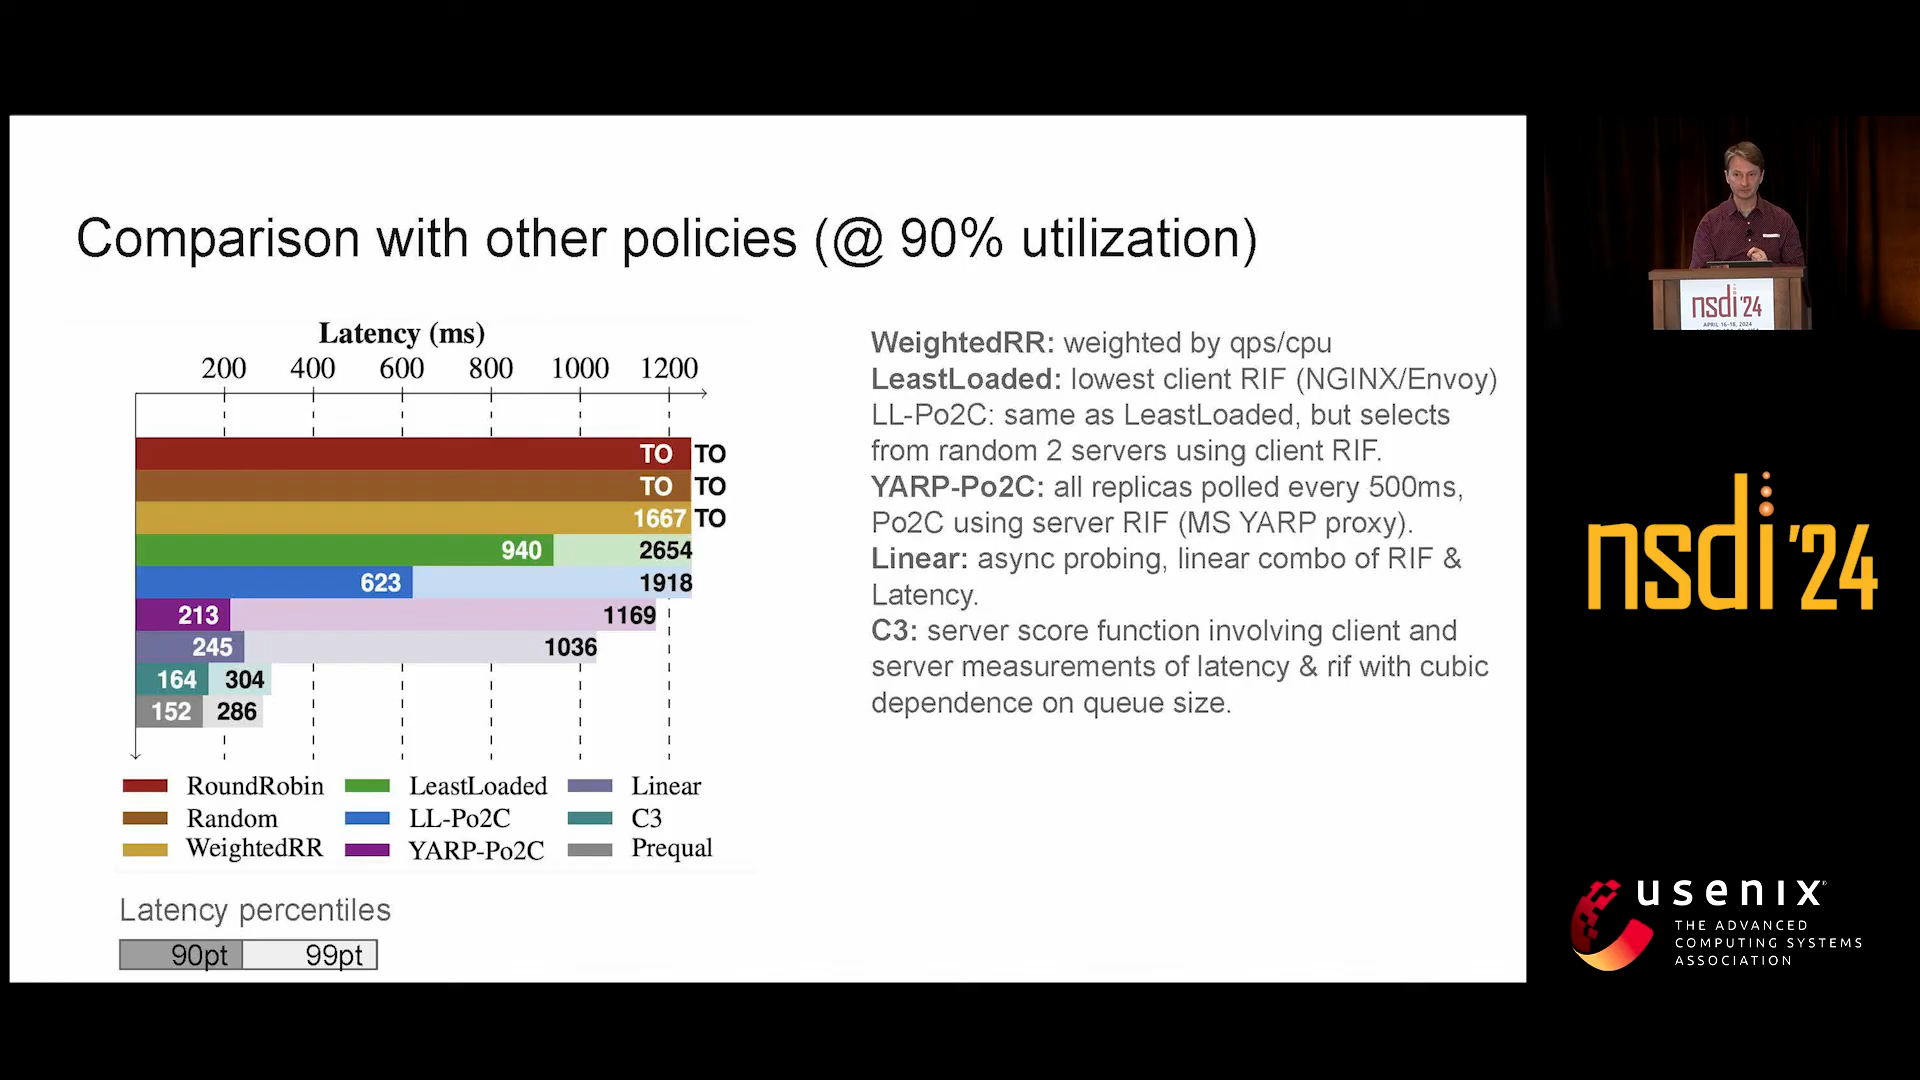 Comparison with other policies (@ 90% utilization)
Latency (ms)
200 400 600 800 1000 1200
TO TO
TO TO
1667 TO
940 2654
623 1918
213 1169
245 1036
164 304
152 286
RoundRobin LeastLoaded Linear
Random LL-Po2C C3
WeightedRR YARP-Po2C Prequal
Latency percentiles
90pt 99pt
WeightedRR: weighted by qps/cpu
LeastLoaded: lowest client RIF (NGINX/Envoy)
LL-Po2C: same as LeastLoaded, but selects
from random 2 servers using client RIF.
YARP-Po2C: all replicas polled every 500ms,
Po2C using server RIF (MS YARP proxy).
Linear: async probing, linear combo of RIF &
Latency.
C3: server score function involving client and
server measurements of latency & rif with cubic
dependence on queue size.
nsdi '24
APRIL 16–18, 2024
nsdi '24
usenix
THE ADVANCED
COMPUTING SYSTEMS
ASSOCIATION